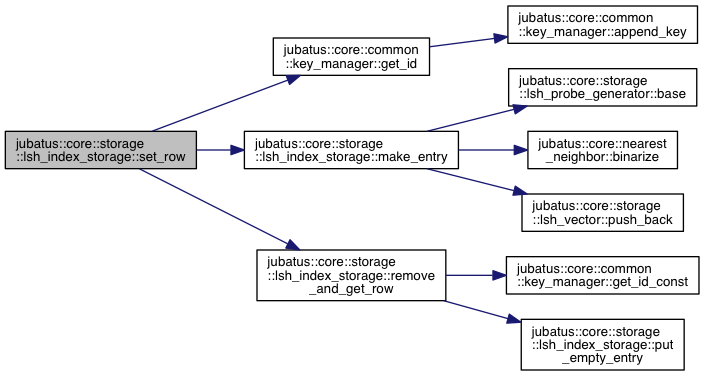 jubatus::core::storage
::lsh_index_storage::set_row
jubatus::core::common
::key_manager::get_id
jubatus::core::common
::key_manager::append_key
jubatus::core::storage
::lsh_index_storage::make_entry
jubatus::core::storage
::lsh_probe_generator::base
jubatus::core::nearest
_neighbor::binarize
jubatus::core::storage
::lsh_vector::push_back
jubatus::core::storage
::lsh_index_storage::remove
_and_get_row
jubatus::core::common
::key_manager::get_id_const
jubatus::core::storage
::lsh_index_storage::put
_empty_entry